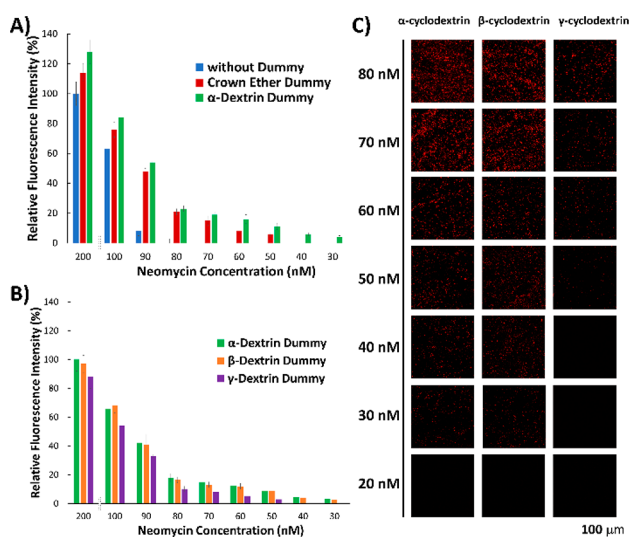 A)
Relative Fluorescence Intensity (%)
140
120
100
80
60
40
20
0
without Dummy
Crown Ether Dummy
α-Dextrin Dummy
200 100 90 80 70 60 50 40 30
Neomycin Concentration (nM)
B)
Relative Fluorescence Intensity (%)
140
120
100
80
60
40
20
0
α-Dextrin Dummy
β-Dextrin Dummy
γ-Dextrin Dummy
200 100 90 80 70 60 50 40 30
Neomycin Concentration (nM)
C)
α-cyclodextrin β-cyclodextrin γ-cyclodextrin
80 nM
70 nM
60 nM
50 nM
40 nM
30 nM
20 nM
100 μm